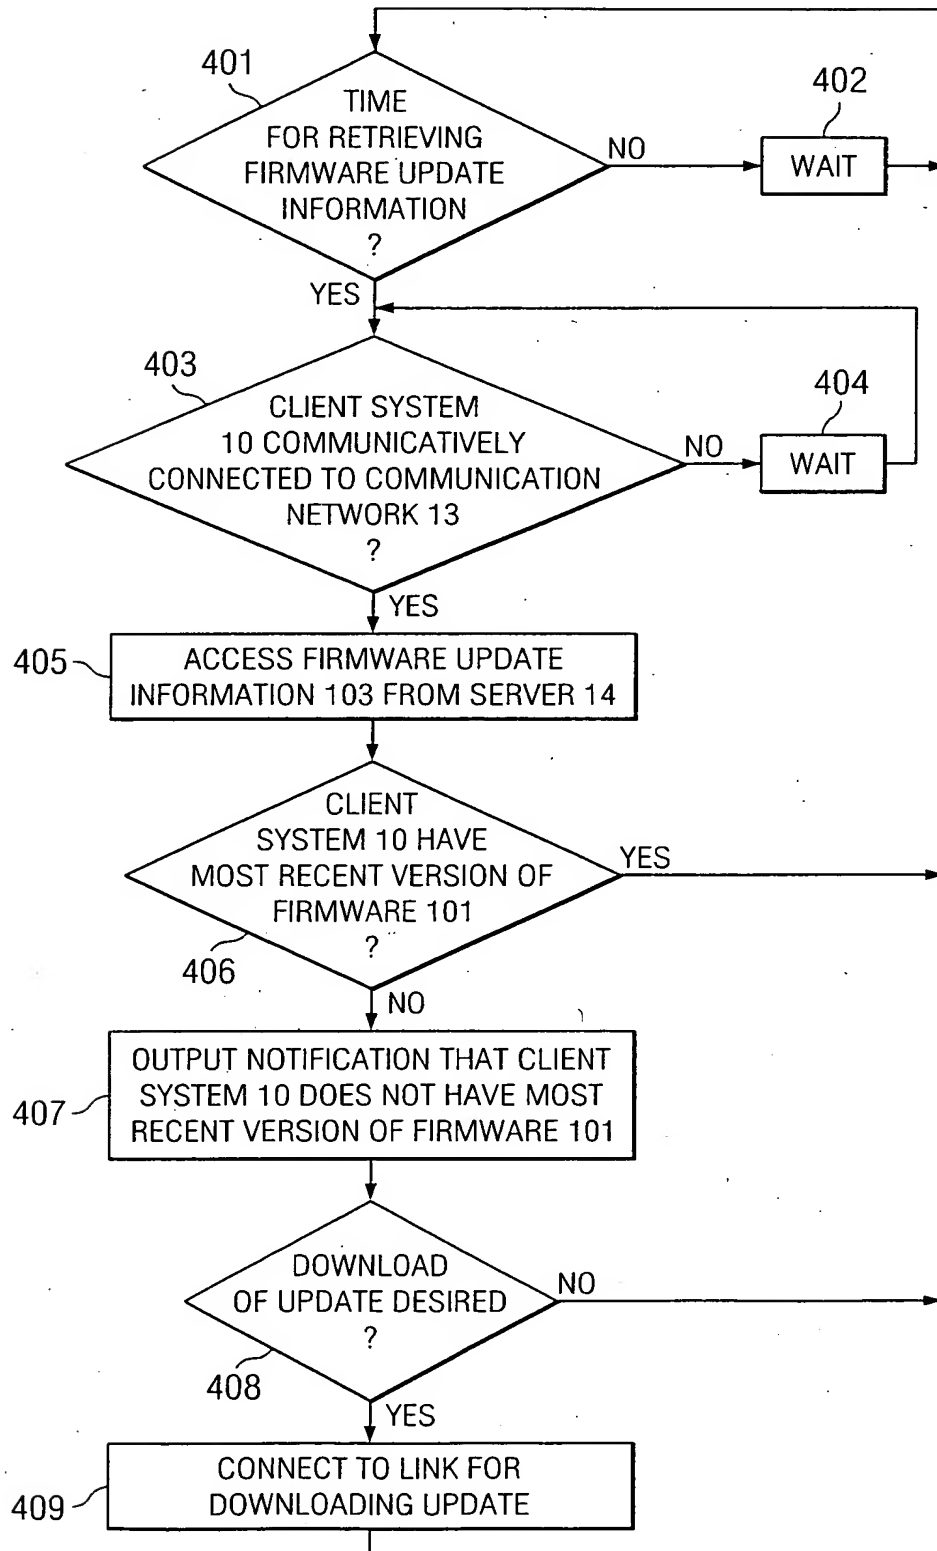 401
TIME
FOR RETRIEVING
FIRMWARE UPDATE
INFORMATION
?
NO
402
WAIT
YES
403
CLIENT SYSTEM
10 COMMUNICATIVELY
CONNECTED TO COMMUNICATION
NETWORK 13
?
NO
404
WAIT
YES
405
ACCESS FIRMWARE UPDATE
INFORMATION 103 FROM SERVER 14
CLIENT
SYSTEM 10 HAVE
MOST RECENT VERSION OF
FIRMWARE 101
?
YES
406
NO
OUTPUT NOTIFICATION THAT CLIENT
SYSTEM 10 DOES NOT HAVE MOST
RECENT VERSION OF FIRMWARE 101
407
DOWNLOAD
OF UPDATE DESIRED
?
NO
408
YES
CONNECT TO LINK FOR
DOWNLOADING UPDATE
409